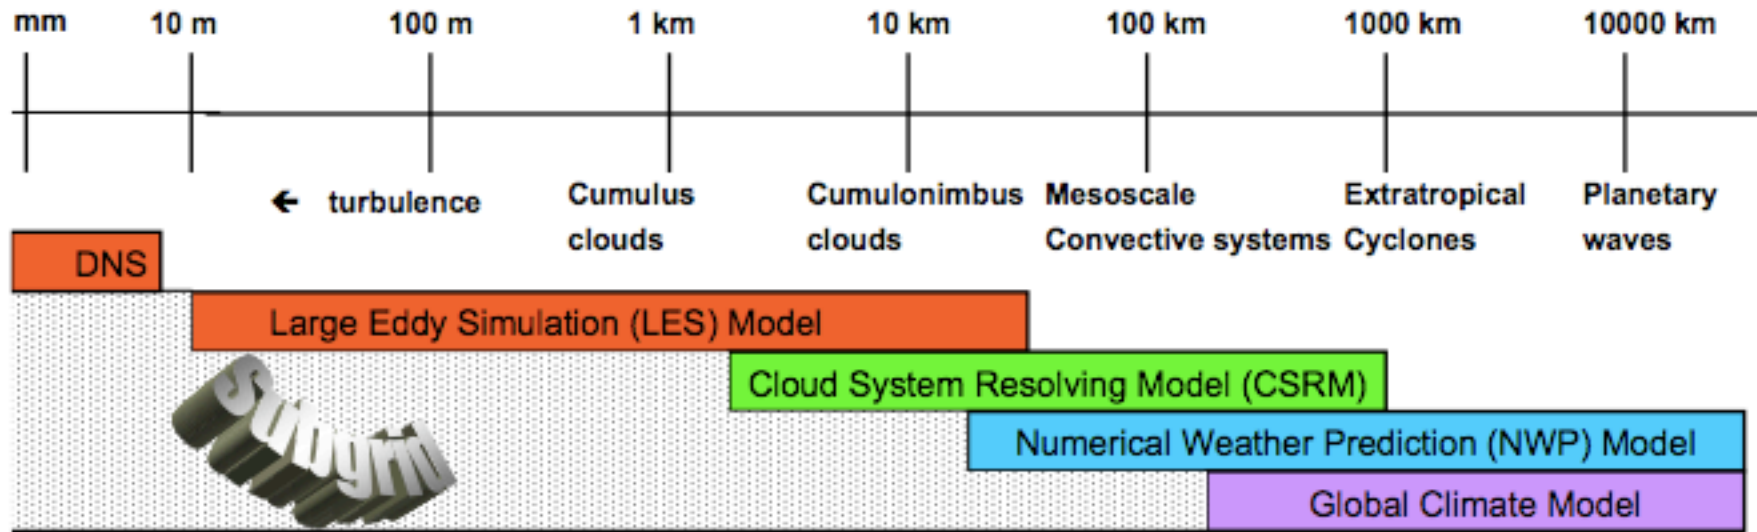 mm 10 m 100 m 1 km 10 km 100 km 1000 km 10000 km
← turbulence
Cumulus
clouds
Cumulonimbus
clouds
Mesoscale
Convective systems
Extratropical
Cyclones
Planetary
waves
DNS
Large Eddy Simulation (LES) Model
Subgrid
Cloud System Resolving Model (CSRM)
Numerical Weather Prediction (NWP) Model
Global Climate Model